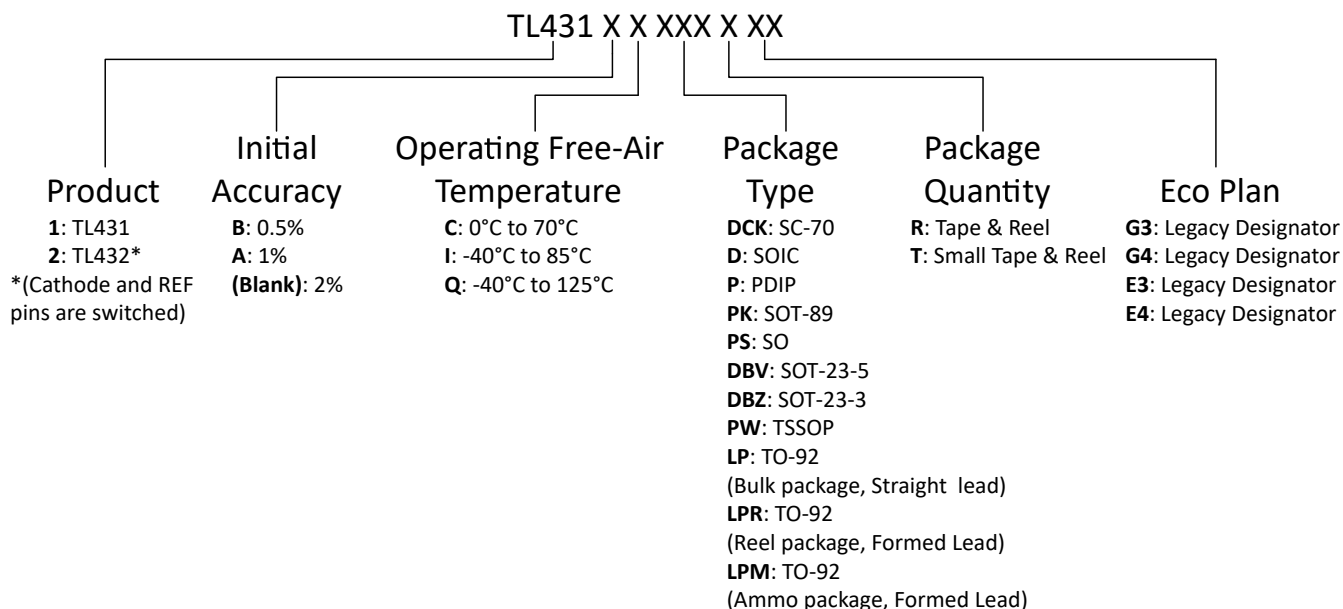 TL431 X X XXX X XX
Product
1: TL431
2: TL432*
*(Cathode and REF
pins are switched)
Initial
Accuracy
B: 0.5%
A: 1%
(Blank): 2%
Operating Free-Air
Temperature
C: 0°C to 70°C
I: -40°C to 85°C
Q: -40°C to 125°C
Package
Type
DCK: SC-70
D: SOIC
P: PDIP
PK: SOT-89
PS: SO
DBV: SOT-23-5
DBZ: SOT-23-3
PW: TSSOP
LP: TO-92
(Bulk package, Straight lead)
LPR: TO-92
(Reel package, Formed Lead)
LPM: TO-92
(Ammo package, Formed Lead)
Package
Quantity
R: Tape & Reel
T: Small Tape & Reel
Eco Plan
G3: Legacy Designator
G4: Legacy Designator
E3: Legacy Designator
E4: Legacy Designator